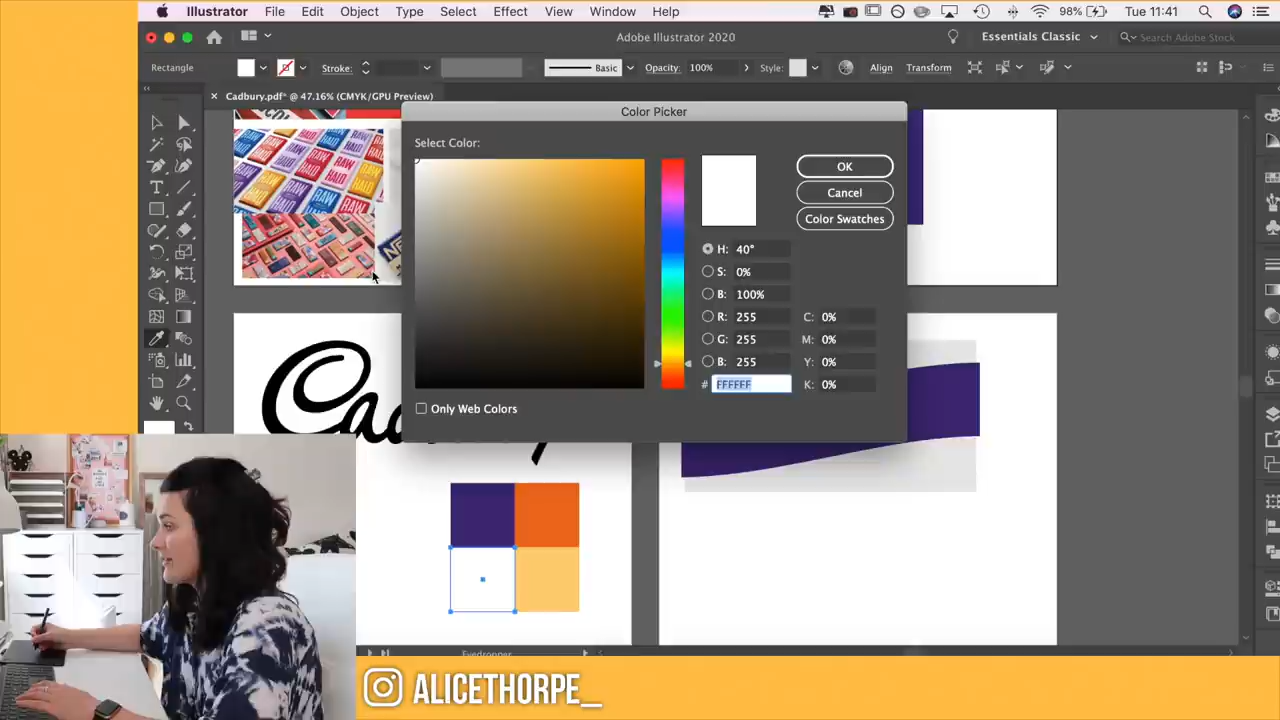 Illustrator File Edit Object Type Select Effect View Window Help 98% Tue 11:41
Adobe Illustrator 2020 Essentials Classic Search Adobe Stock
Rectangle Stroke: Basic Opacity: 100% Style: Align Transform
× Cadbury.pdf* @ 47.16% (CMYK/GPU Preview)
Color Picker
Select Color:
OK
Cancel
Color Swatches
H: 40°
S: 0%
B: 100%
R: 255 C: 0%
G: 255 M: 0%
B: 255 Y: 0%
# FFFFFF K: 0%
Only Web Colors
RAW HALO
Cadbury
Eyedropper
ALICETHORPE_